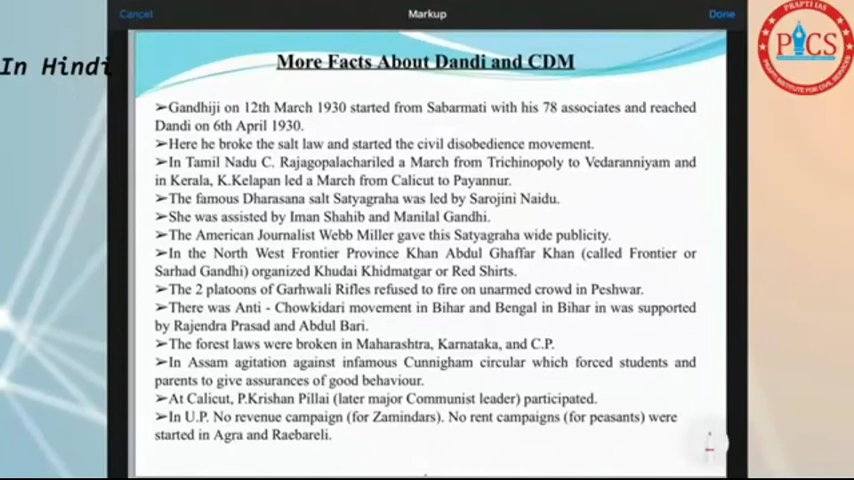 Cancel
Markup
Done
PRAPTI IAS
PICS
PRAPTI INSTITUTE FOR CIVIL SERVICES
In Hindi
More Facts About Dandi and CDM
➢Gandhiji on 12th March 1930 started from Sabarmati with his 78 associates and reached
Dandi on 6th April 1930.
➢Here he broke the salt law and started the civil disobedience movement.
➢In Tamil Nadu C. Rajagopalachariled a March from Trichinopoly to Vedaranniyam and
in Kerala, K.Kelapan led a March from Calicut to Payannur.
➢The famous Dharasana salt Satyagraha was led by Sarojini Naidu.
➢She was assisted by Iman Shahib and Manilal Gandhi.
➢The American Journalist Webb Miller gave this Satyagraha wide publicity.
➢In the North West Frontier Province Khan Abdul Ghaffar Khan (called Frontier or
Sarhad Gandhi) organized Khudai Khidmatgar or Red Shirts.
➢The 2 platoons of Garhwali Rifles refused to fire on unarmed crowd in Peshwar.
➢There was Anti - Chowkidari movement in Bihar and Bengal in Bihar in was supported
by Rajendra Prasad and Abdul Bari.
➢The forest laws were broken in Maharashtra, Karnataka, and C.P.
➢In Assam agitation against infamous Cunnigham circular which forced students and
parents to give assurances of good behaviour.
➢At Calicut, P.Krishan Pillai (later major Communist leader) participated.
➢In U.P. No revenue campaign (for Zamindars). No rent campaigns (for peasants) were
started in Agra and Raebareli.